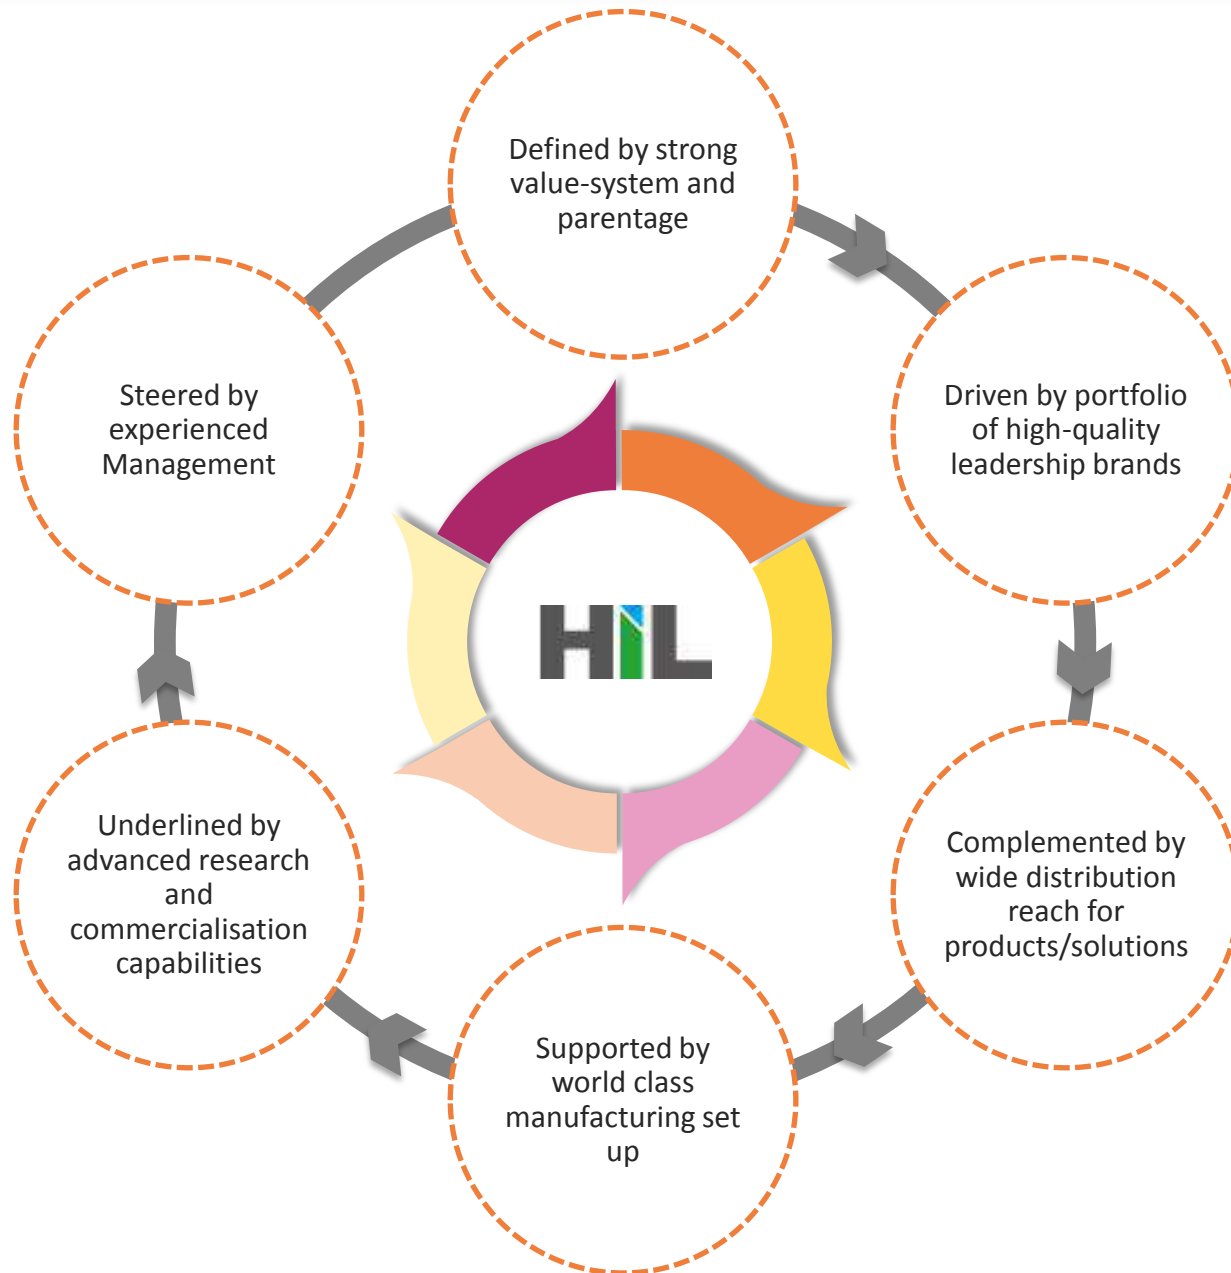 Defined by strong
value-system and
parentage
Driven by portfolio
of high-quality
leadership brands
Complemented by
wide distribution
reach for
products/solutions
Supported by
world class
manufacturing set
up
Underlined by
advanced research
and
commercialisation
capabilities
Steered by
experienced
Management
HIL